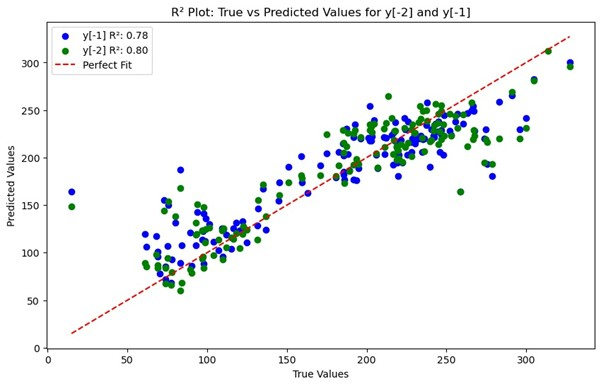 R² Plot: True vs Predicted Values for y[-2] and y[-1]
y[-1] R²: 0.78
y[-2] R²: 0.80
Perfect Fit
Predicted Values
300
250
200
150
100
50
0
0 50 100 150 200 250 300
True Values